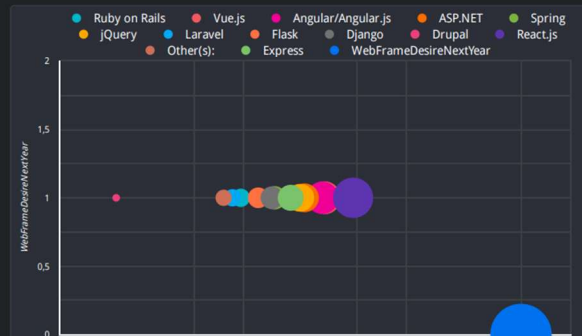 Ruby on Rails Vue.js Angular/Angular.js ASP.NET Spring
jQuery Laravel Flask Django Drupal React.js
Other(s): Express WebFrameDesireNextYear
2
1,5
WebFrameDesireNextYear
1
0,5
0